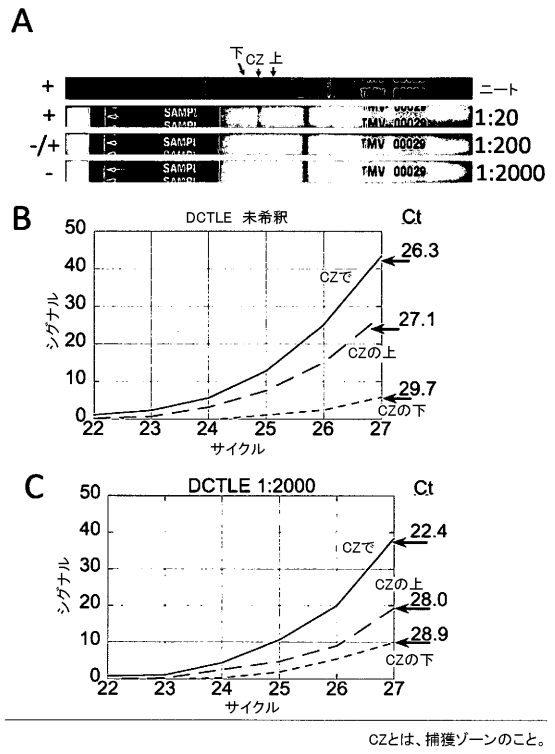 A
下 CZ 上
+ ニート
+ SAMPL TMV 00029 1:20
-/+ SAMPL TMV 00029 1:200
- SAMPL TMV 00029 1:2000
B
DCTLE 未希釈 Ct
50
40
30
20
10
0
シグナル
CZで 26.3
27.1
CZの上
29.7
CZの下
22 23 24 25 26 27
サイクル
C
DCTLE 1:2000 Ct
50
40
30
20
10
0
シグナル
CZで 22.4
CZの上
28.0
28.9
CZの下
22 23 24 25 26 27
サイクル
CZとは、捕獲ゾーンのこと。